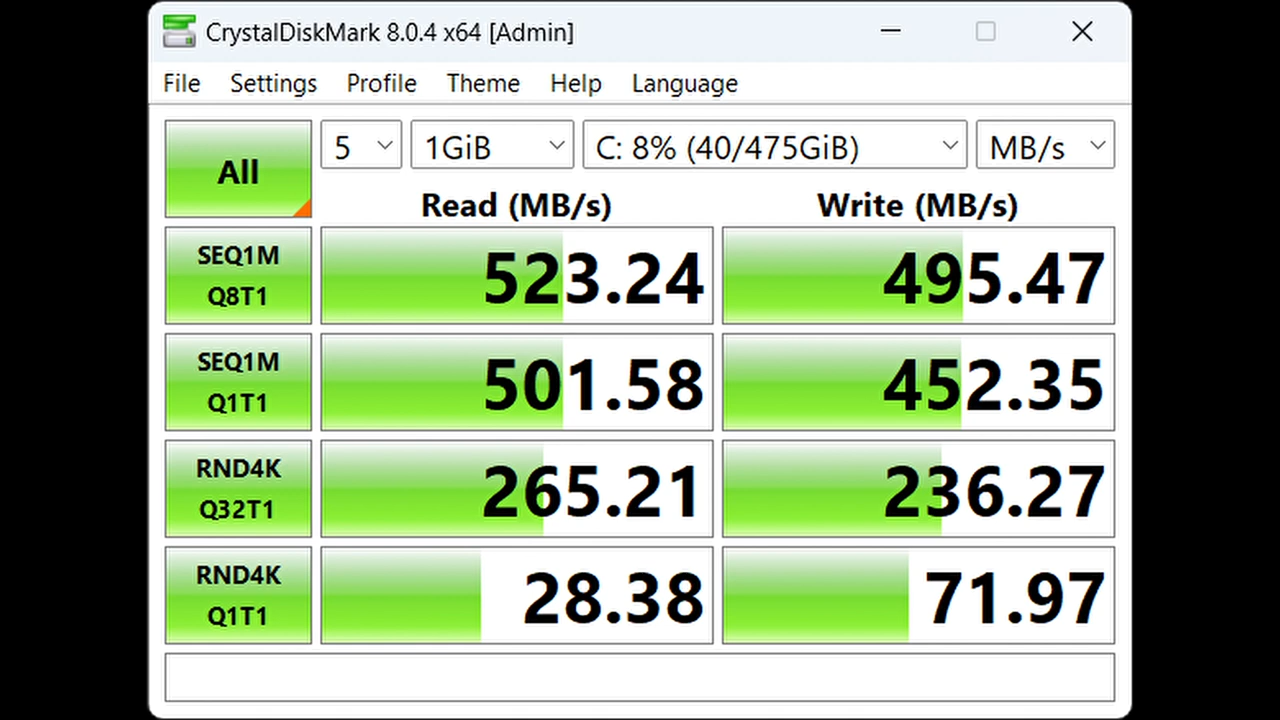 CrystalDiskMark 8.0.4 x64 [Admin]
File Settings Profile Theme Help Language
All 5 1GiB C: 8% (40/475GiB) MB/s
Read (MB/s) Write (MB/s)
SEQ1M
Q8T1
523.24 495.47
SEQ1M
Q1T1
501.58 452.35
RND4K
Q32T1
265.21 236.27
RND4K
Q1T1
28.38 71.97